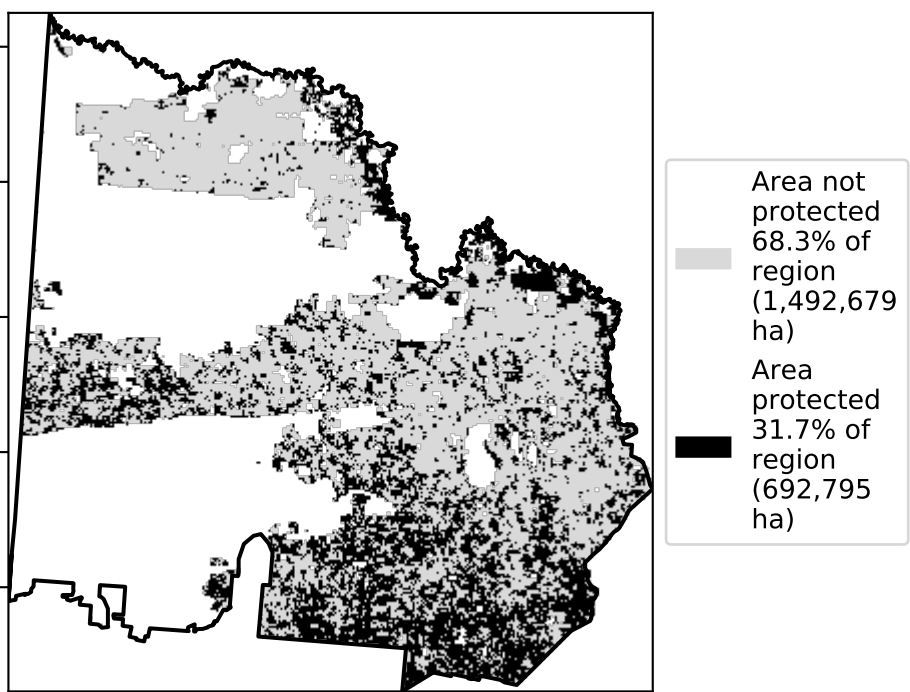 Area not
protected
68.3% of
region
(1,492,679
ha)
Area
protected
31.7% of
region
(692,795
ha)